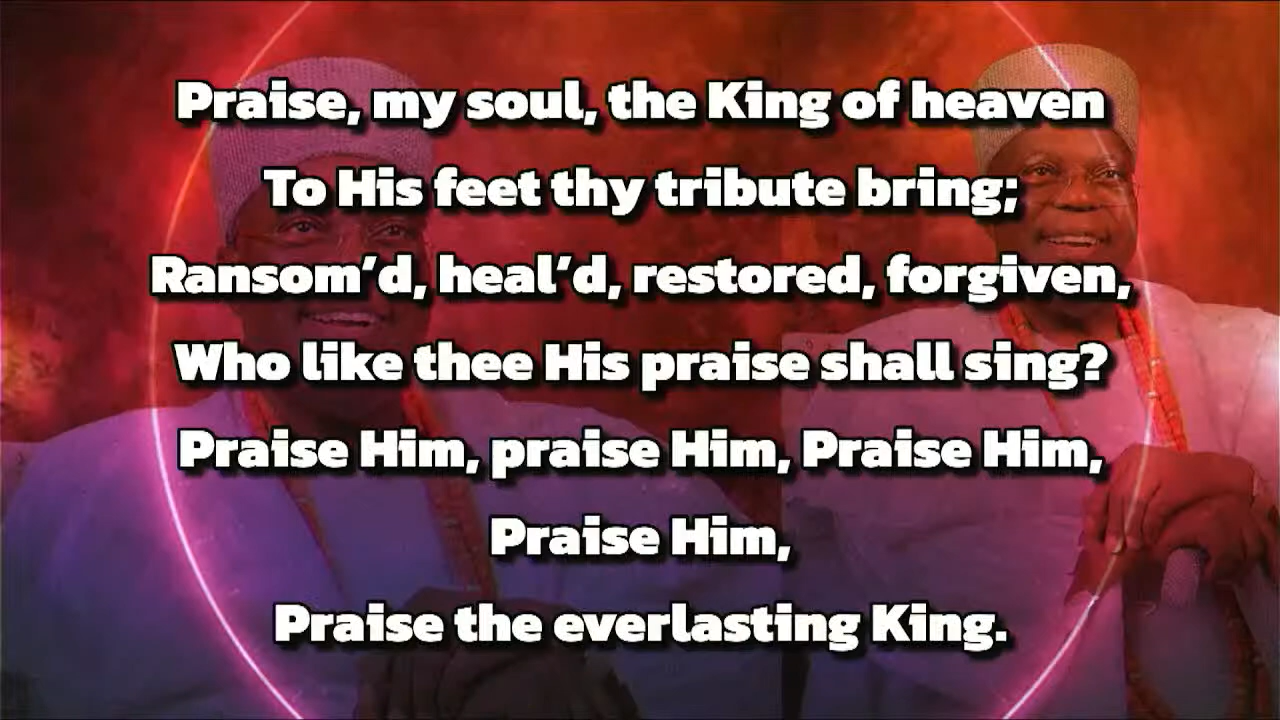 Praise, my soul, the King of heaven
To His feet thy tribute bring;
Ransom’d, heal’d, restored, forgiven,
Who like thee His praise shall sing?
Praise Him, praise Him, Praise Him,
Praise Him,
Praise the everlasting King.